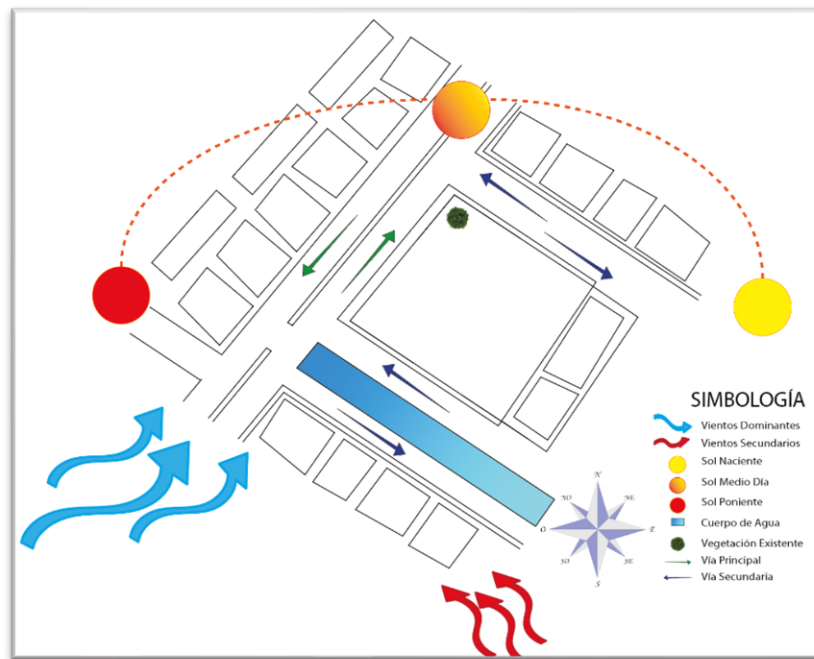 SIMBOLOGÍA
Vientos Dominantes
Vientos Secundarios
Sol Naciente
Sol Medio Día
Sol Poniente
Cuerpo de Agua
Vegetación Existente
Vía Principal
Vía Secundaria
N
NO
NE
O
E
SO
SE
S